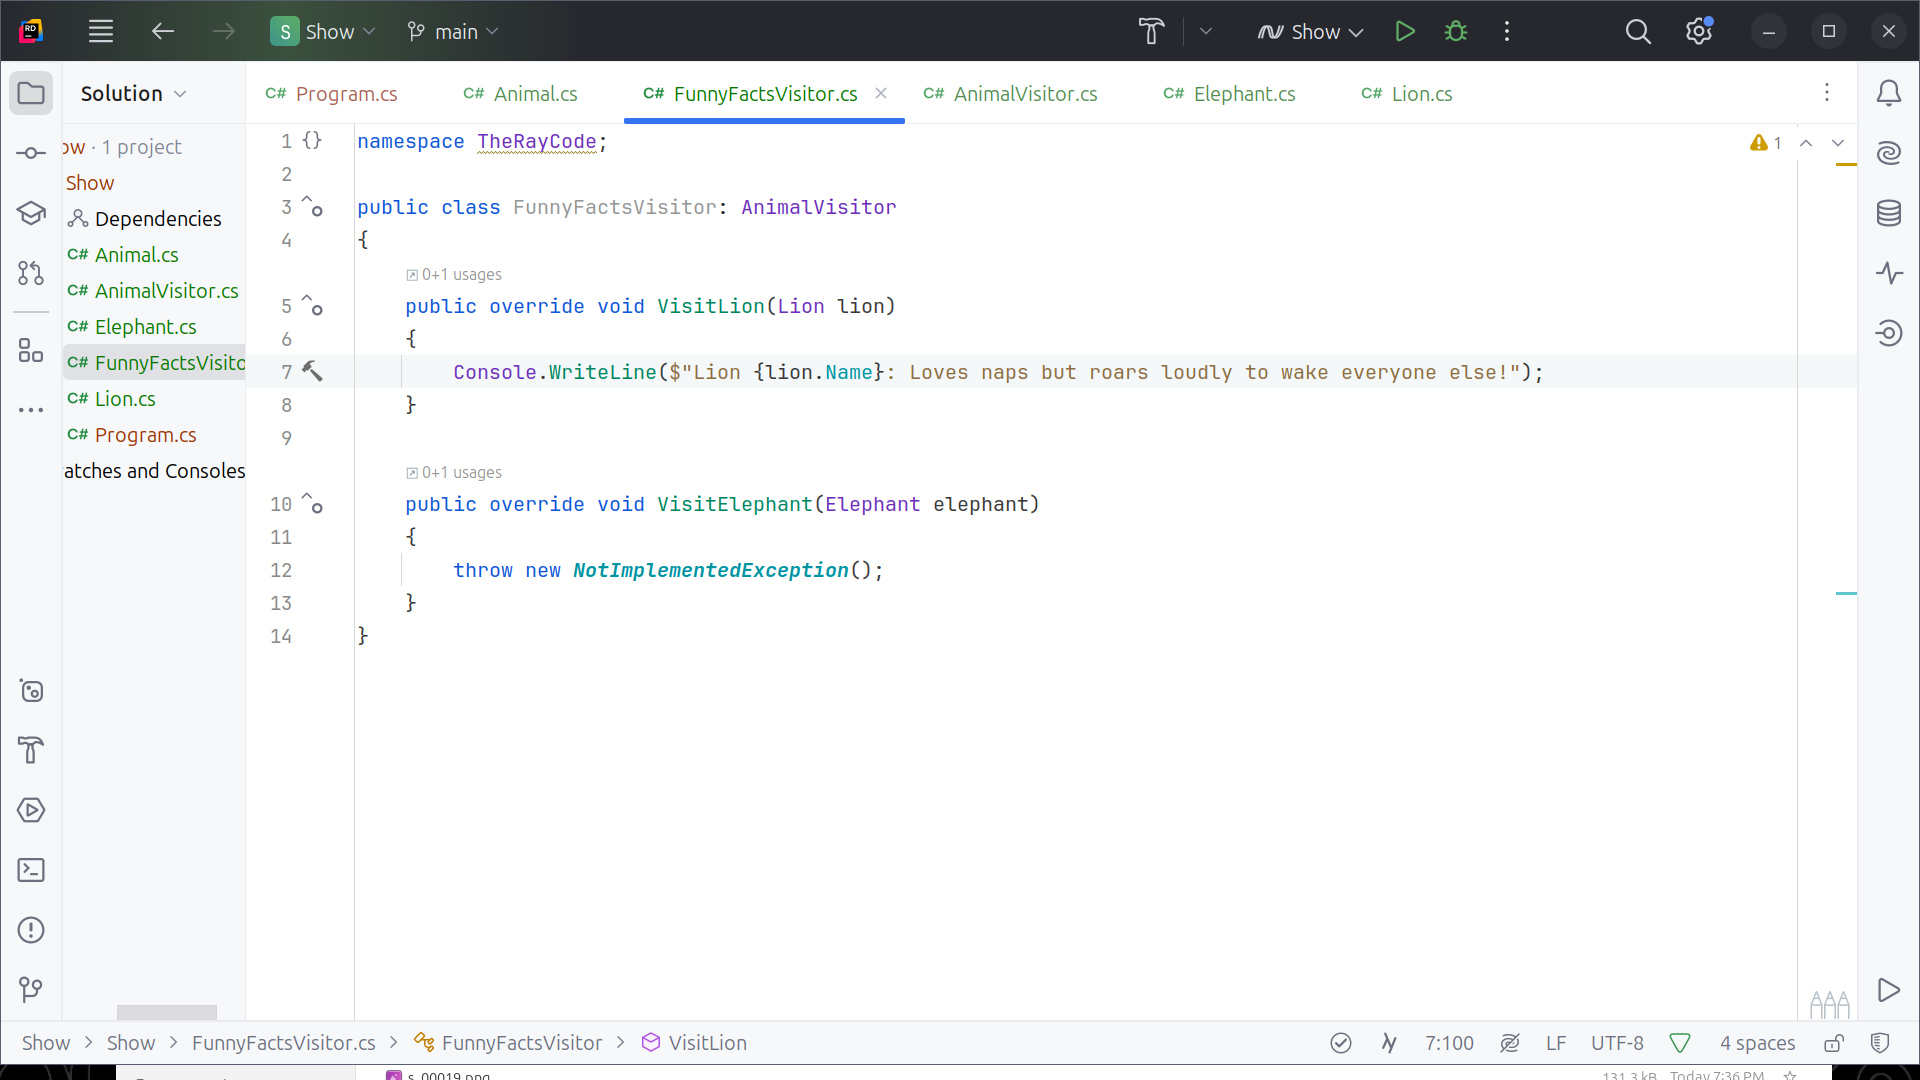 S Show main Show
Solution
C# Program.cs C# Animal.cs C# FunnyFactsVisitor.cs C# AnimalVisitor.cs C# Elephant.cs C# Lion.cs
ow · 1 project
Show
Dependencies
C# Animal.cs
C# AnimalVisitor.cs
C# Elephant.cs
C# FunnyFactsVisito
C# Lion.cs
C# Program.cs
atches and Consoles
1 {} namespace TheRayCode;
1
2
3 public class FunnyFactsVisitor: AnimalVisitor
4 {
0+1 usages
5 public override void VisitLion(Lion lion)
6 {
7 Console.WriteLine($"Lion {lion.Name}: Loves naps but roars loudly to wake everyone else!");
8 }
9
0+1 usages
10 public override void VisitElephant(Elephant elephant)
11 {
12 throw new NotImplementedException();
13 }
14 }
Show > Show > FunnyFactsVisitor.cs > FunnyFactsVisitor > VisitLion
7:100 LF UTF-8 4 spaces
s_00019.png 131.3 kB Today 7:36 PM